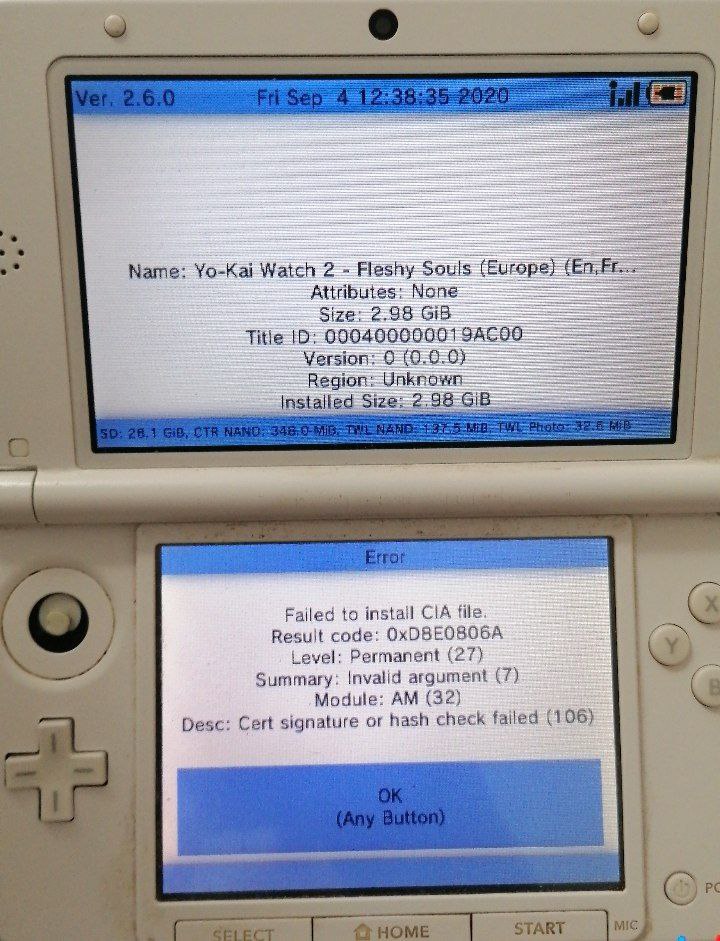 Ver. 2.6.0 Fri Sep 4 12:38:35 2020
Name: Yo-Kai Watch 2 - Fleshy Souls (Europe) (En,Fr...
Attributes: None
Size: 2.98 GiB
Title ID: 000400000019AC00
Version: 0 (0.0.0)
Region: Unknown
Installed Size: 2.98 GiB
SD: 28.1 GiB, CTR NAND: 346.0 MiB, TWL NAND: 137.5 MiB, TWL Photo: 32.6 MiB
Error
Failed to install CIA file.
Result code: 0xD8E0806A
Level: Permanent (27)
Summary: Invalid argument (7)
Module: AM (32)
Desc: Cert signature or hash check failed (106)
OK
(Any Button)
X
Y
B
SELECT
HOME
START
MIC